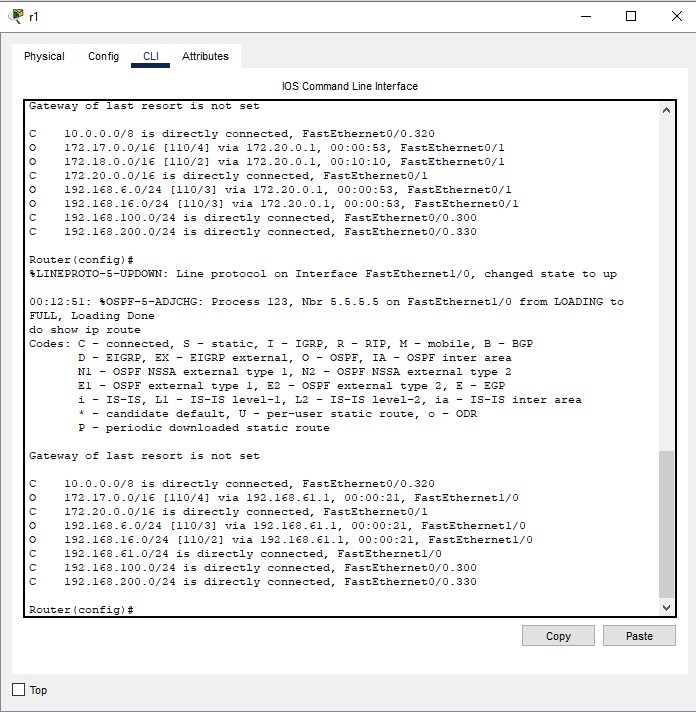 r1
Physical Config CLI Attributes
IOS Command Line Interface
Gateway of last resort is not set
C    10.0.0.0/8 is directly connected, FastEthernet0/0.320
O    172.17.0.0/16 [110/4] via 172.20.0.1, 00:00:53, FastEthernet0/1
O    172.18.0.0/16 [110/2] via 172.20.0.1, 00:10:10, FastEthernet0/1
C    172.20.0.0/16 is directly connected, FastEthernet0/1
O    192.168.6.0/24 [110/3] via 172.20.0.1, 00:00:53, FastEthernet0/1
O    192.168.16.0/24 [110/3] via 172.20.0.1, 00:00:53, FastEthernet0/1
C    192.168.100.0/24 is directly connected, FastEthernet0/0.300
C    192.168.200.0/24 is directly connected, FastEthernet0/0.330
Router(config)#
%LINEPROTO-5-UPDOWN: Line protocol on Interface FastEthernet1/0, changed state to up
00:12:51: %OSPF-5-ADJCHG: Process 123, Nbr 5.5.5.5 on FastEthernet1/0 from LOADING to
FULL, Loading Done
do show ip route
Codes: C - connected, S - static, I - IGRP, R - RIP, M - mobile, B - BGP
D - EIGRP, EX - EIGRP external, O - OSPF, IA - OSPF inter area
N1 - OSPF NSSA external type 1, N2 - OSPF NSSA external type 2
E1 - OSPF external type 1, E2 - OSPF external type 2, E - EGP
i - IS-IS, L1 - IS-IS level-1, L2 - IS-IS level-2, ia - IS-IS inter area
* - candidate default, U - per-user static route, o - ODR
P - periodic downloaded static route
Gateway of last resort is not set
C    10.0.0.0/8 is directly connected, FastEthernet0/0.320
O    172.17.0.0/16 [110/4] via 192.168.61.1, 00:00:21, FastEthernet1/0
C    172.20.0.0/16 is directly connected, FastEthernet0/1
O    192.168.6.0/24 [110/3] via 192.168.61.1, 00:00:21, FastEthernet1/0
O    192.168.16.0/24 [110/2] via 192.168.61.1, 00:00:21, FastEthernet1/0
C    192.168.61.0/24 is directly connected, FastEthernet1/0
C    192.168.100.0/24 is directly connected, FastEthernet0/0.300
C    192.168.200.0/24 is directly connected, FastEthernet0/0.330
Router(config)#
Copy Paste
Top